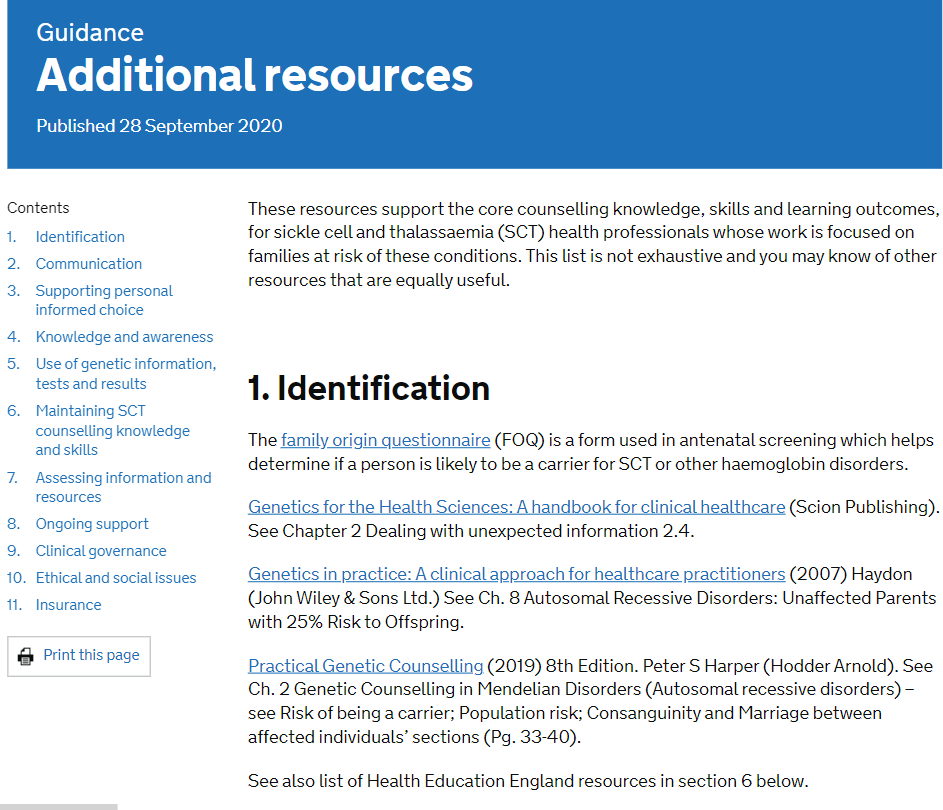 Guidance
Additional resources
Published 28 September 2020
Contents
1. Identification
2. Communication
3. Supporting personal
informed choice
4. Knowledge and awareness
5. Use of genetic information,
tests and results
6. Maintaining SCT
counselling knowledge
and skills
7. Assessing information and
resources
8. Ongoing support
9. Clinical governance
10. Ethical and social issues
11. Insurance
Print this page
These resources support the core counselling knowledge, skills and learning outcomes,
for sickle cell and thalassaemia (SCT) health professionals whose work is focused on
families at risk of these conditions. This list is not exhaustive and you may know of other
resources that are equally useful.
1. Identification
The family origin questionnaire (FOQ) is a form used in antenatal screening which helps
determine if a person is likely to be a carrier for SCT or other haemoglobin disorders.
Genetics for the Health Sciences: A handbook for clinical healthcare (Scion Publishing).
See Chapter 2 Dealing with unexpected information 2.4.
Genetics in practice: A clinical approach for healthcare practitioners (2007) Haydon
(John Wiley & Sons Ltd.) See Ch. 8 Autosomal Recessive Disorders: Unaffected Parents
with 25% Risk to Offspring.
Practical Genetic Counselling (2019) 8th Edition. Peter S Harper (Hodder Arnold). See
Ch. 2 Genetic Counselling in Mendelian Disorders (Autosomal recessive disorders) –
see Risk of being a carrier; Population risk; Consanguinity and Marriage between
affected individuals’ sections (Pg. 33-40).
See also list of Health Education England resources in section 6 below.